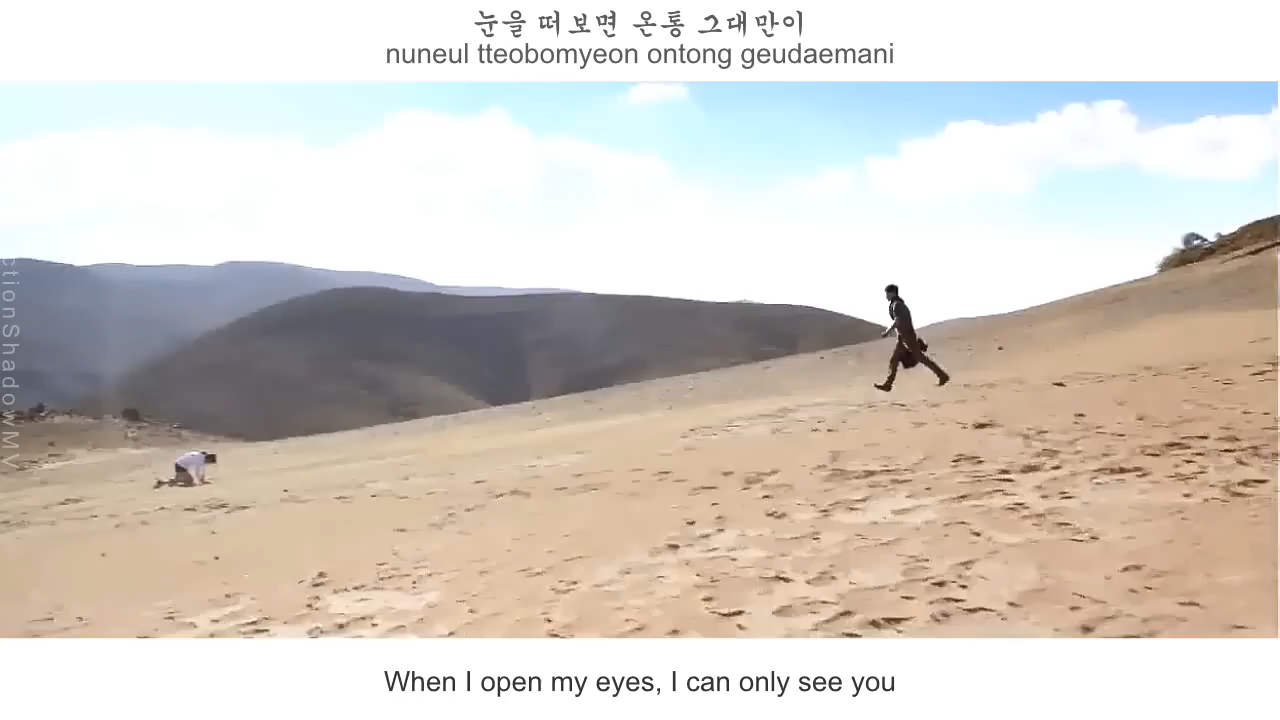 눈을 떠 보면 온통 그대만이
nuneul tteobomyeon ontong geudaemani
ctionShadowMV
When I open my eyes, I can only see you